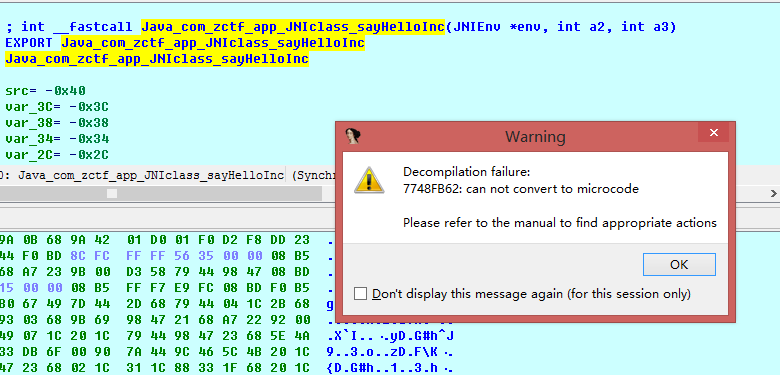 ; int __fastcall Java_com_zctf_app_JNIclass_sayHelloInc(JNIEnv *env, int a2, int a3)
EXPORT Java_com_zctf_app_JNIclass_sayHelloInc
Java_com_zctf_app_JNIclass_sayHelloInc
src= -0x40
var_3C= -0x3C
var_38= -0x38
var_34= -0x34
var_2C= -0x2C
0: Java_com_zctf_app_JNIclass_sayHelloInc (Synchr
Warning
Decompilation failure:
7748FB62: can not convert to microcode
Please refer to the manual to find appropriate actions
OK
Don't display this message again (for this session only)
9A 0B 68 9A 42 01 D0 01 F0 D2 F8 DD 23
44 F0 BD 8C FC FF FF 56 35 00 00 08 B5
68 A7 23 9B 00 D3 58 79 44 98 47 08 BD
15 00 00 08 B5 FF F7 E9 FC 08 BD F0 B5
B0 67 49 7D 44 2D 68 79 44 04 1C 2B 68
93 03 68 9B 69 98 47 21 68 A7 22 92 00
49 07 1C 20 1C 79 44 98 47 23 68 5E 4A
33 DB 6F 00 90 7A 44 9C 46 5C 4B 20 1C
47 23 68 02 1C 31 1C 88 33 1F 68 20 1C
.X`I.. .yD.G#h^J
9..3.o..zD.F\K .
{D.G#h..1..3.h .